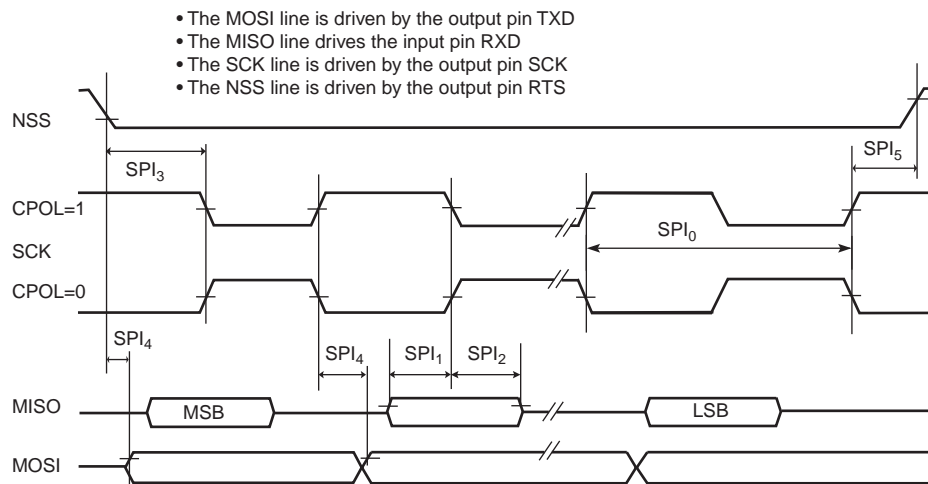 • The MOSI line is driven by the output pin TXD
• The MISO line drives the input pin RXD
• The SCK line is driven by the output pin SCK
• The NSS line is driven by the output pin RTS
NSS
SPI3
SPI5
CPOL=1
SCK
SPI0
CPOL=0
SPI4
SPI4
SPI1
SPI2
MISO
MSB
LSB
MOSI